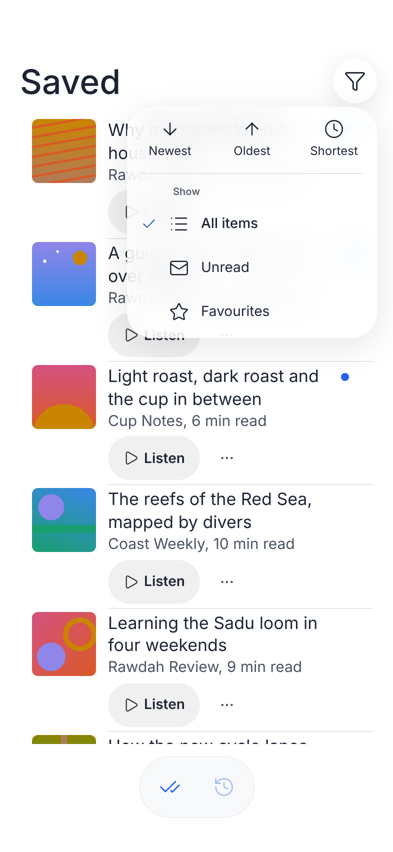 Saved
Newest
Oldest
Shortest
Show
All items
Unread
Favourites
Why
hou
Raw
A gu
over
Rawd
Listen
Light roast, dark roast and
the cup in between
Cup Notes, 6 min read
Listen
The reefs of the Red Sea,
mapped by divers
Coast Weekly, 10 min read
Listen
Learning the Sadu loom in
four weekends
Rawdah Review, 9 min read
Listen